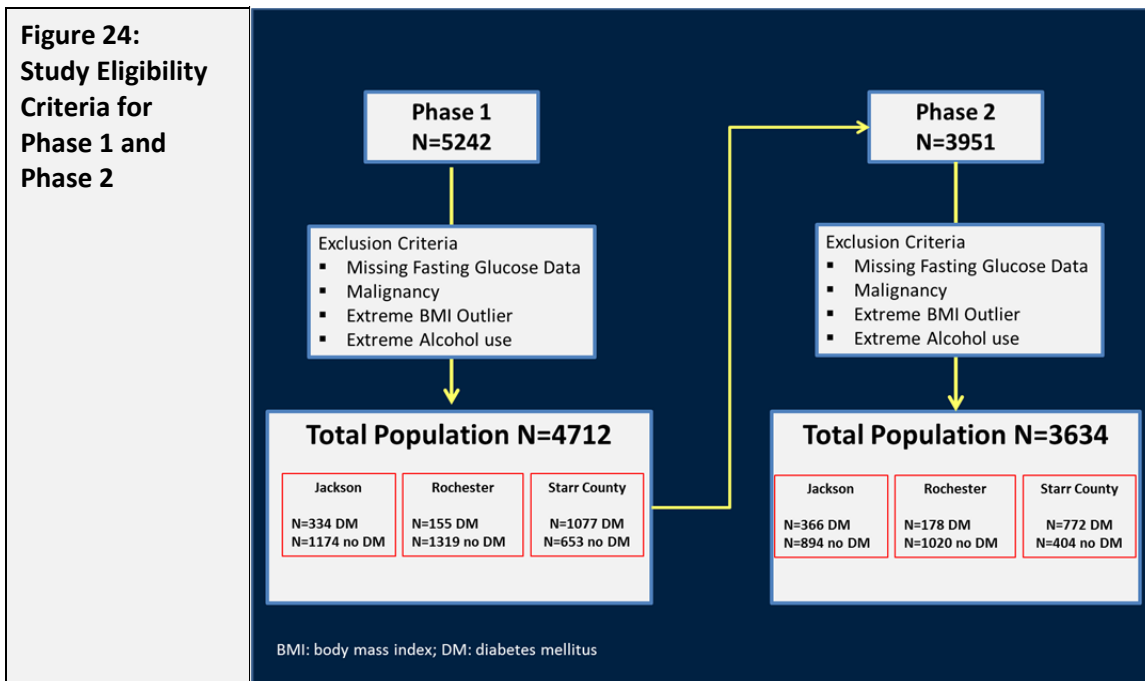 Figure 24:
Study Eligibility
Criteria for
Phase 1 and
Phase 2
Phase 1
N=5242
Exclusion Criteria
▪ Missing Fasting Glucose Data
▪ Malignancy
▪ Extreme BMI Outlier
▪ Extreme Alcohol use
Total Population N=4712
Jackson
N=334 DM
N=1174 no DM
Rochester
N=155 DM
N=1319 no DM
Starr County
N=1077 DM
N=653 no DM
Phase 2
N=3951
Exclusion Criteria
▪ Missing Fasting Glucose Data
▪ Malignancy
▪ Extreme BMI Outlier
▪ Extreme Alcohol use
Total Population N=3634
Jackson
N=366 DM
N=894 no DM
Rochester
N=178 DM
N=1020 no DM
Starr County
N=772 DM
N=404 no DM
BMI: body mass index; DM: diabetes mellitus